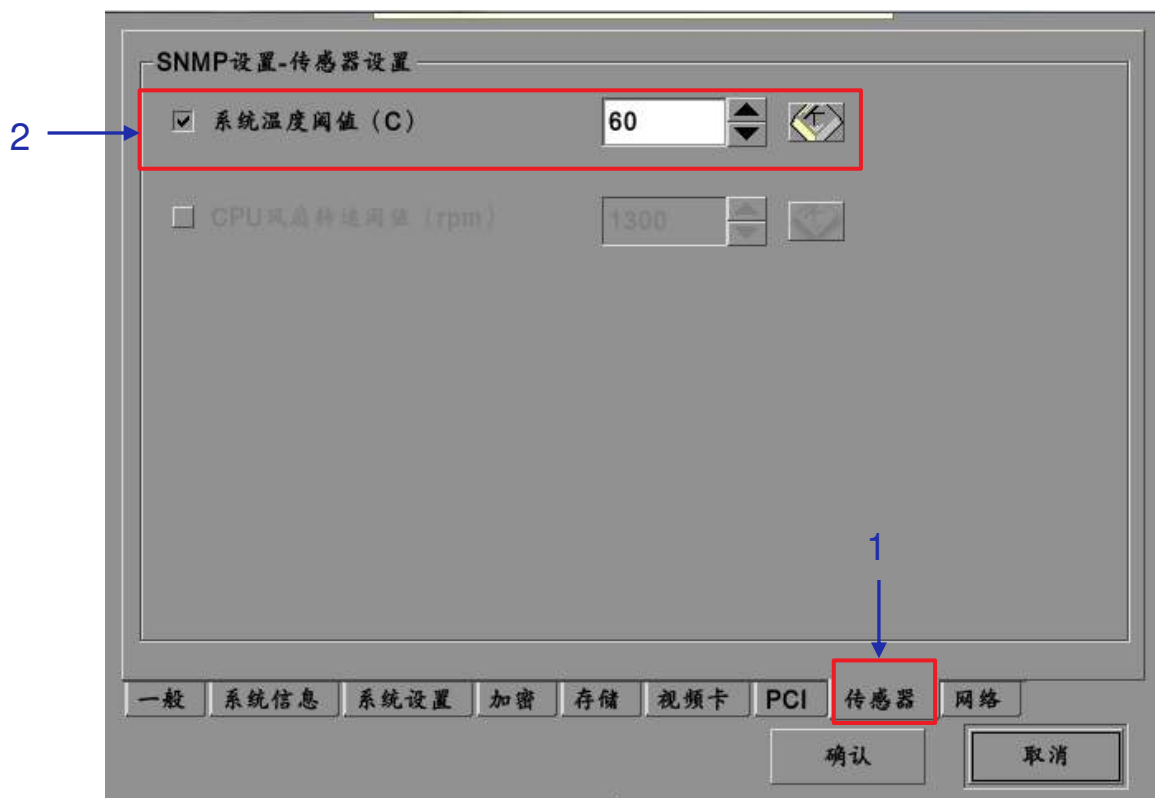 SNMP设置-传感器设置
2
系统温度阈值（C） 60
CPU风扇转速阈值（rpm） 1300
1
一般 系统信息 系统设置 加密 存储 视频卡 PCI 传感器 网络
确认 取消